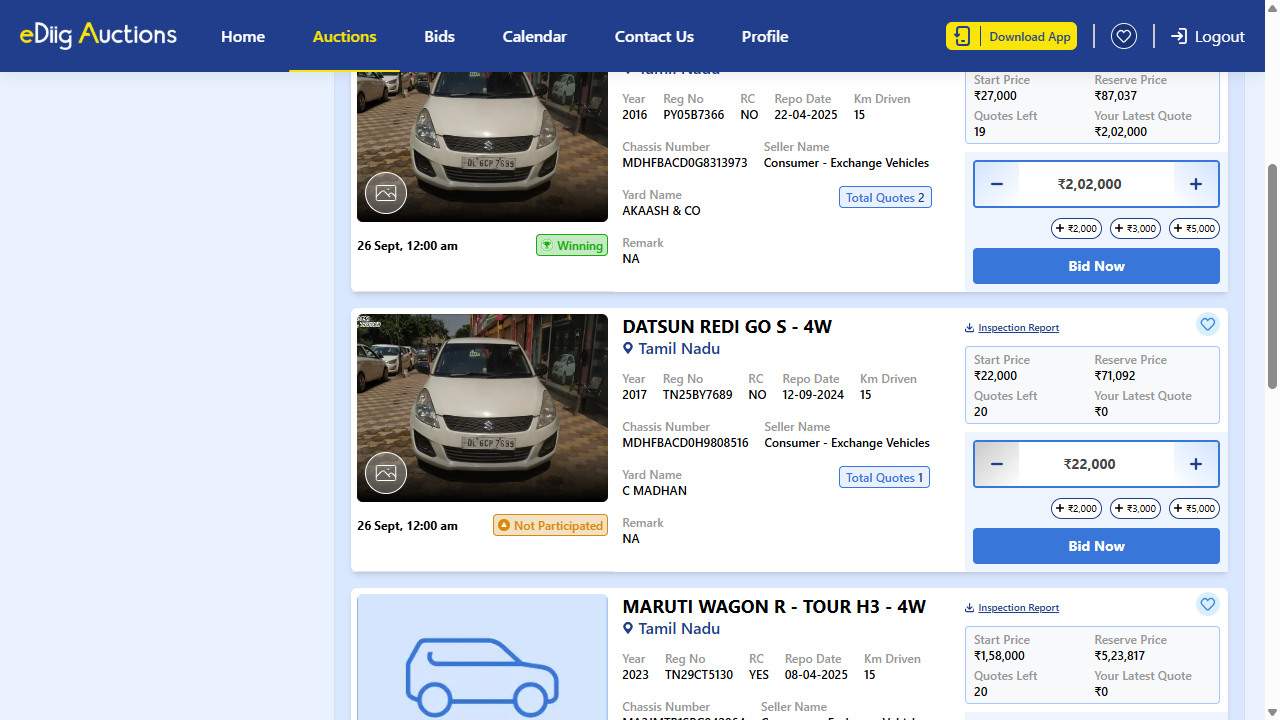 eDiig Auctions
Home
Auctions
Bids
Calendar
Contact Us
Profile
Download App
Logout
Tamil Nadu
Year Reg No RC Repo Date Km Driven
2016 PY05B7366 NO 22-04-2025 15
Chassis Number Seller Name
MDHFBACD0G8313973 Consumer - Exchange Vehicles
Yard Name
AKAASH & CO
Total Quotes 2
Remark
NA
DL 6CP 7699
26 Sept, 12:00 am
Winning
Start Price Reserve Price
₹27,000 ₹87,037
Quotes Left Your Latest Quote
19 ₹2,02,000
− ₹2,02,000 +
+ ₹2,000 + ₹3,000 + ₹5,000
Bid Now
DATSUN REDI GO S - 4W
Tamil Nadu
Year Reg No RC Repo Date Km Driven
2017 TN25BY7689 NO 12-09-2024 15
Chassis Number Seller Name
MDHFBACD0H9808516 Consumer - Exchange Vehicles
Yard Name
C MADHAN
Total Quotes 1
Remark
NA
DL 6CP 7699
26 Sept, 12:00 am
Not Participated
Inspection Report
Start Price Reserve Price
₹22,000 ₹71,092
Quotes Left Your Latest Quote
20 ₹0
− ₹22,000 +
+ ₹2,000 + ₹3,000 + ₹5,000
Bid Now
MARUTI WAGON R - TOUR H3 - 4W
Tamil Nadu
Year Reg No RC Repo Date Km Driven
2023 TN29CT5130 YES 08-04-2025 15
Chassis Number Seller Name
Inspection Report
Start Price Reserve Price
₹1,58,000 ₹5,23,817
Quotes Left Your Latest Quote
20 ₹0